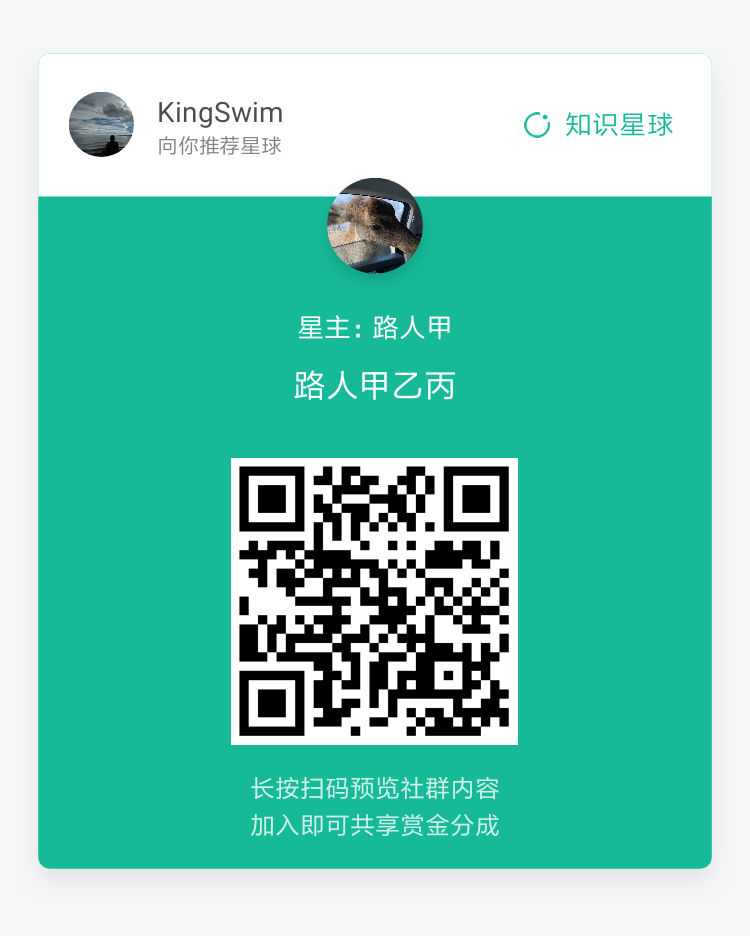 KingSwim
向你推荐星球
知识星球
星主: 路人甲
路人甲乙丙
长按扫码预览社群内容
加入即可共享赏金分成